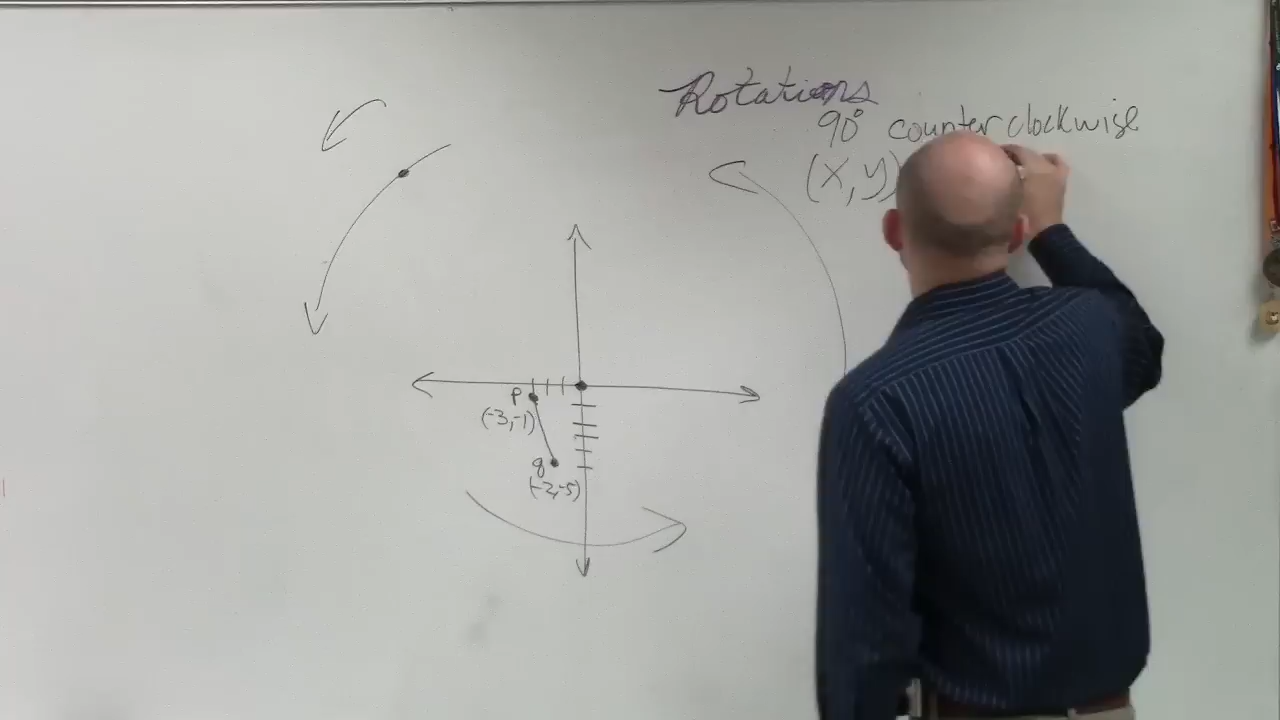 Rotations
90° counterclockwise
(x,y)
p
(-3,-1)
q
(-2,-5)